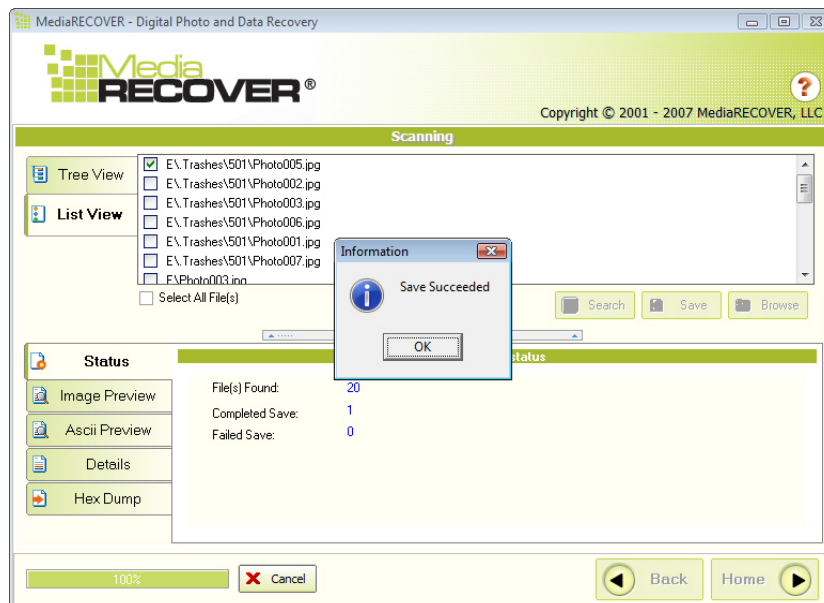 MediaRECOVER - Digital Photo and Data Recovery
Media
RECOVER®
?
Copyright © 2001 - 2007 MediaRECOVER, LLC
Scanning
Tree View
List View
E\.Trashes\501\Photo005.jpg
E\.Trashes\501\Photo002.jpg
E\.Trashes\501\Photo003.jpg
E\.Trashes\501\Photo006.jpg
E\.Trashes\501\Photo001.jpg
E\.Trashes\501\Photo007.jpg
E\Photo003.jpg
Select All File(s)
Search
Save
Browse
Information
Save Succeeded
OK
Status
Image Preview
Ascii Preview
Details
Hex Dump
status
File(s) Found: 20
Completed Save: 1
Failed Save: 0
100%
Cancel
Back
Home